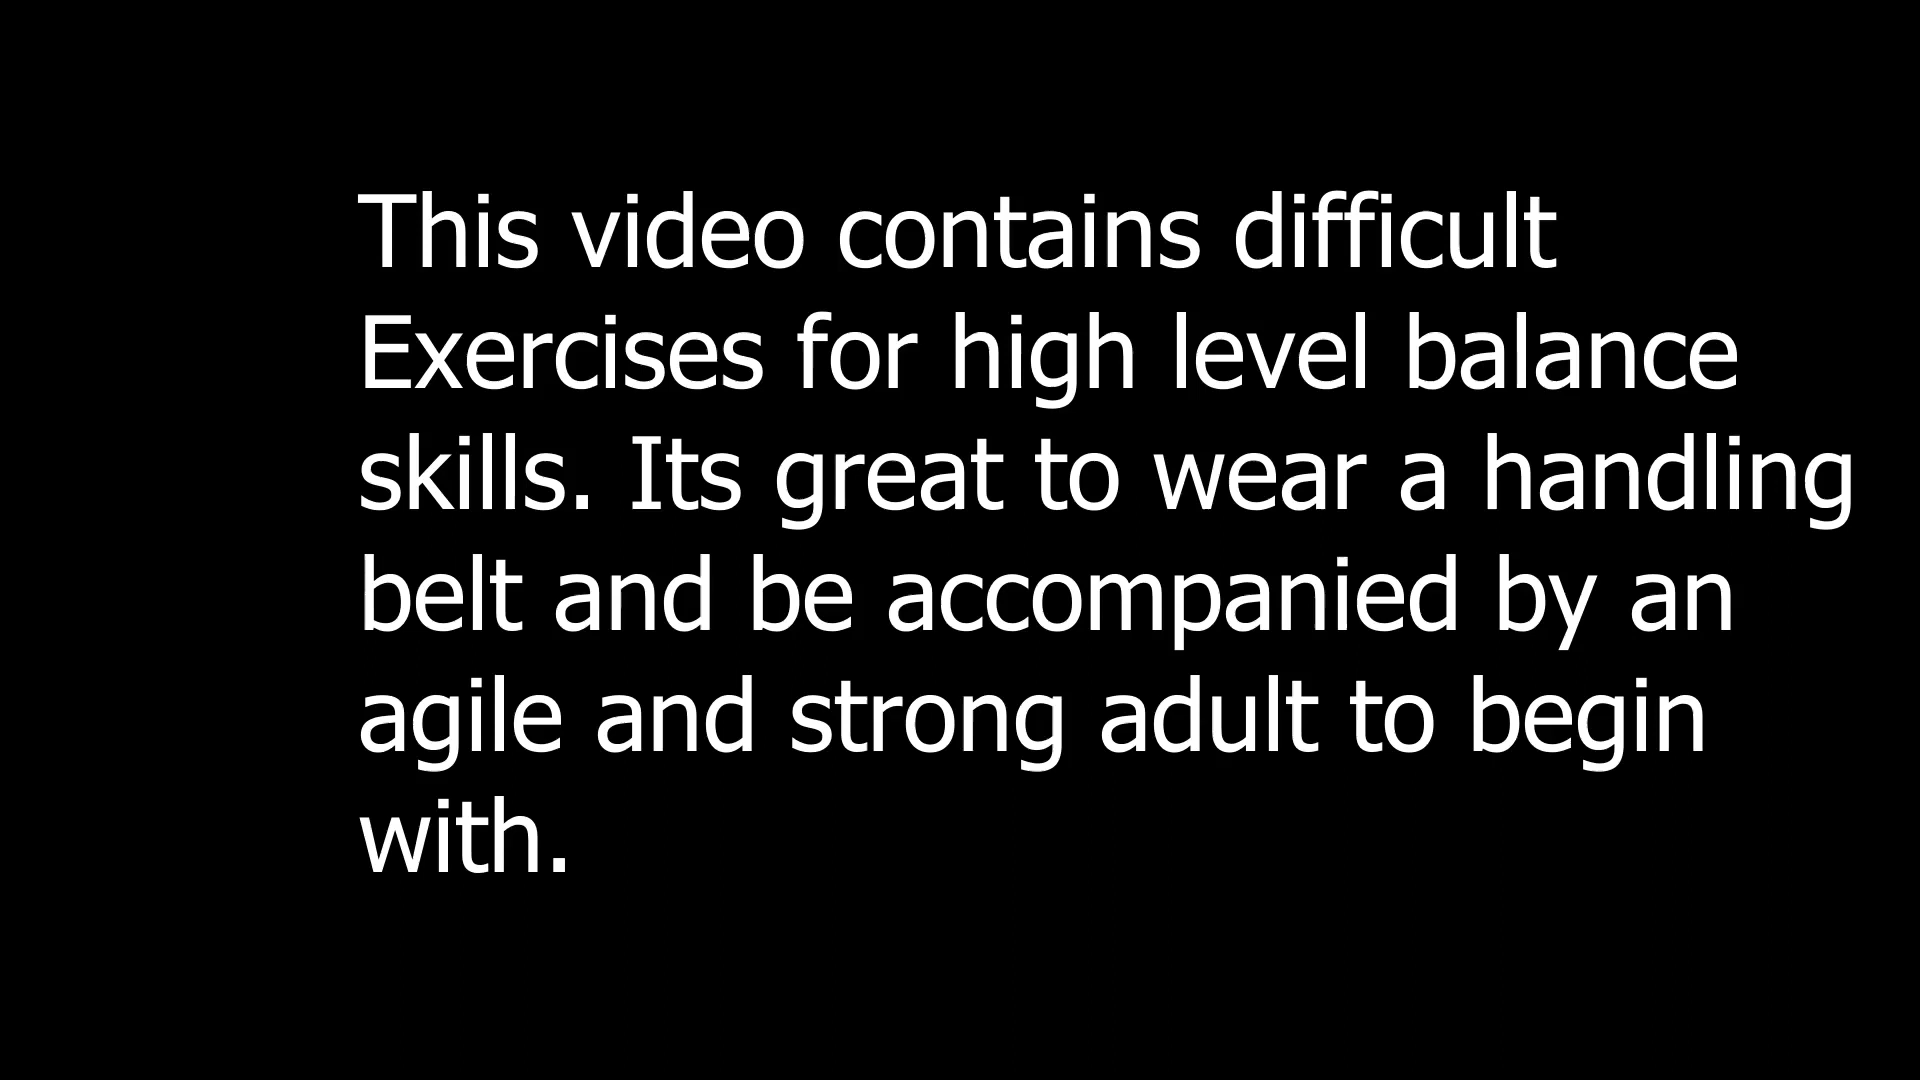 This video contains difficult
Exercises for high level balance
skills. Its great to wear a handling
belt and be accompanied by an
agile and strong adult to begin
with.